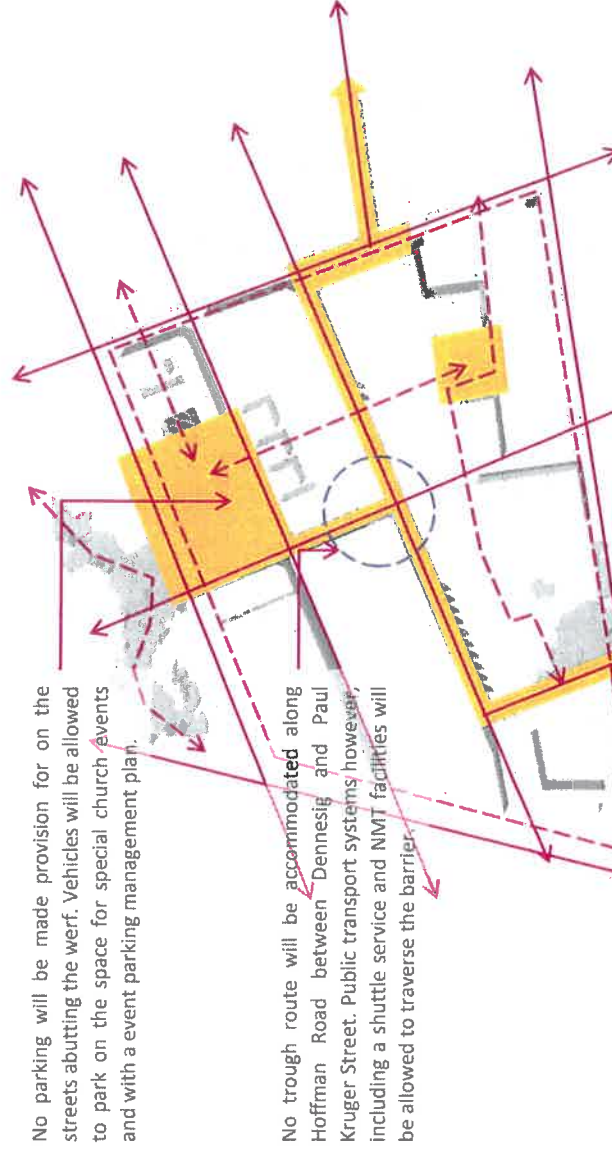 No parking will be made provision for on the
streets abutting the werf. Vehicles will be allowed
to park on the space for special church events
and with a event parking management plan.
No trough route will be accommodated along
Hoffman Road between Dennesig and Paul
Kruger Street. Public transport systems however,
including a shuttle service and NMT facilities will
be allowed to traverse the barrier.